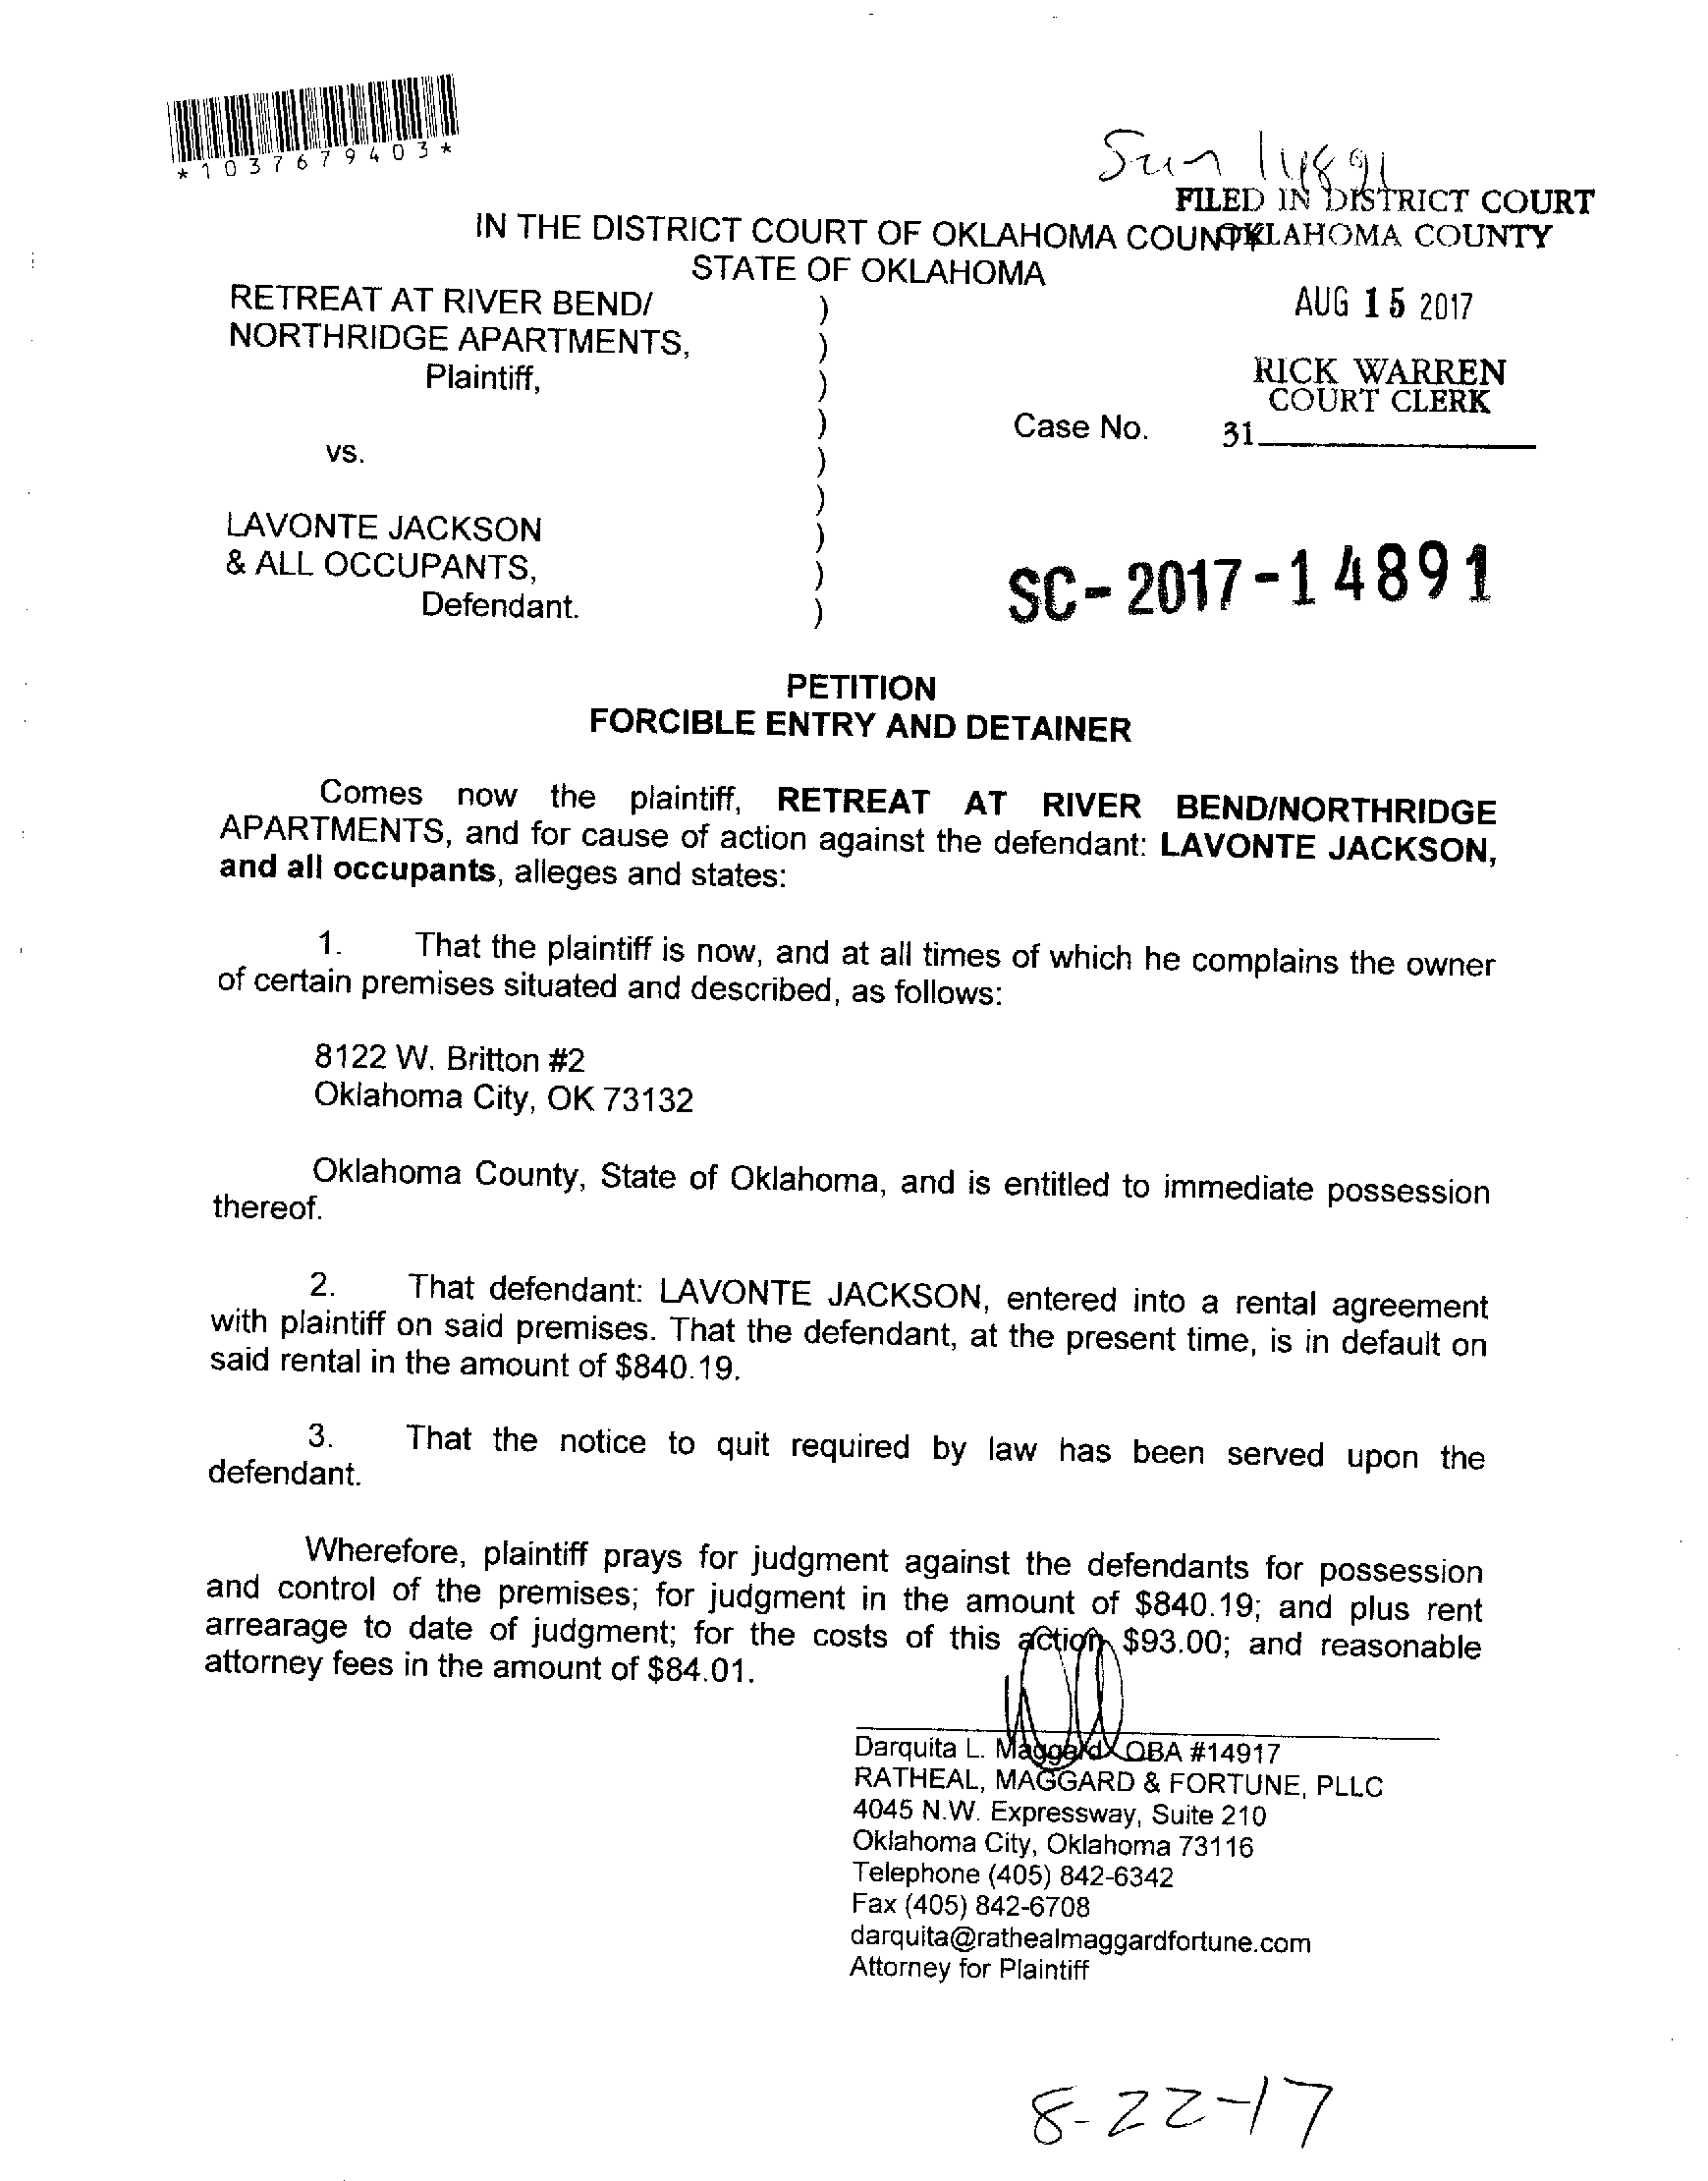 *1037679403*
FILED IN DISTRICT COURT
OKLAHOMA COUNTY
IN THE DISTRICT COURT OF OKLAHOMA COUNTY
STATE OF OKLAHOMA
RETREAT AT RIVER BEND/ )
NORTHRIDGE APARTMENTS, )
Plaintiff, )
)
vs. )
)
LAVONTE JACKSON )
& ALL OCCUPANTS, )
Defendant. )
AUG 15 2017
RICK WARREN
COURT CLERK
Case No. 31
SC-2017-14891
PETITION
FORCIBLE ENTRY AND DETAINER
Comes now the plaintiff, RETREAT AT RIVER BEND/NORTHRIDGE
APARTMENTS, and for cause of action against the defendant: LAVONTE JACKSON,
and all occupants, alleges and states:
1. That the plaintiff is now, and at all times of which he complains the owner
of certain premises situated and described, as follows:
8122 W. Britton #2
Oklahoma City, OK 73132
Oklahoma County, State of Oklahoma, and is entitled to immediate possession
thereof.
2. That defendant: LAVONTE JACKSON, entered into a rental agreement
with plaintiff on said premises. That the defendant, at the present time, is in default on
said rental in the amount of $840.19.
3. That the notice to quit required by law has been served upon the
defendant.
Wherefore, plaintiff prays for judgment against the defendants for possession
and control of the premises; for judgment in the amount of $840.19; and plus rent
arrearage to date of judgment; for the costs of this action $93.00; and reasonable
attorney fees in the amount of $84.01.
Darquita L. Maggard OBA #14917
RATHEAL, MAGGARD & FORTUNE, PLLC
4045 N.W. Expressway, Suite 210
Oklahoma City, Oklahoma 73116
Telephone (405) 842-6342
Fax (405) 842-6708
darquita@rathealmaggardfortune.com
Attorney for Plaintiff
8-22-17